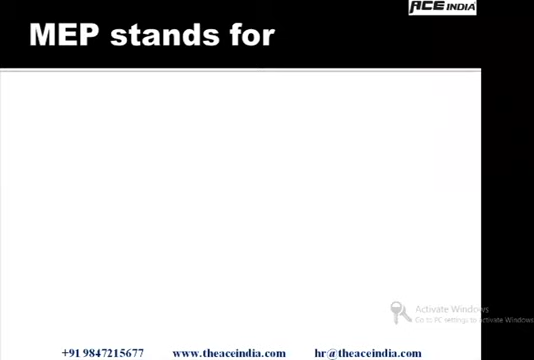 ACE INDIA
MEP stands for
Activate Windows
Go to PC settings to Activate Windows
+91 9847215677 www.theaceindia.com hr@theaceindia.com